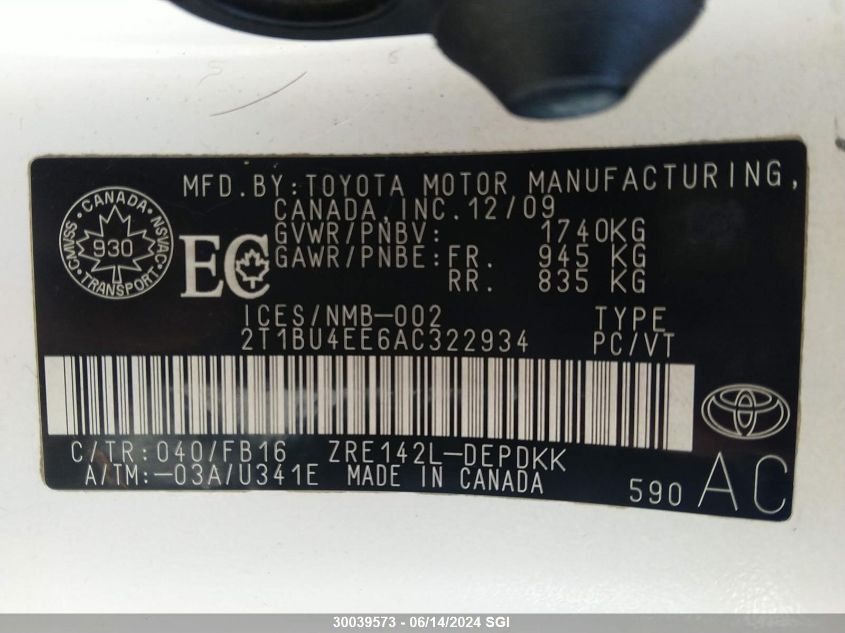 MFD.BY:TOYOTA MOTOR MANUFACTURING,
CANADA,INC.12/09
GVWR/PNBV: 1740KG
GAWR/PNBE:FR. 945 KG
RR. 835 KG
CANADA
CMVSS NSVAC
930
TRANSPORT
EC
ICES/NMB-002 TYPE
2T1BU4EE6AC322934 PC/VT
C/TR:040/FB16 ZRE142L-DEPDKK
A/TM:-03A/U341E MADE IN CANADA
590 AC
30039573 - 06/14/2024 SGI